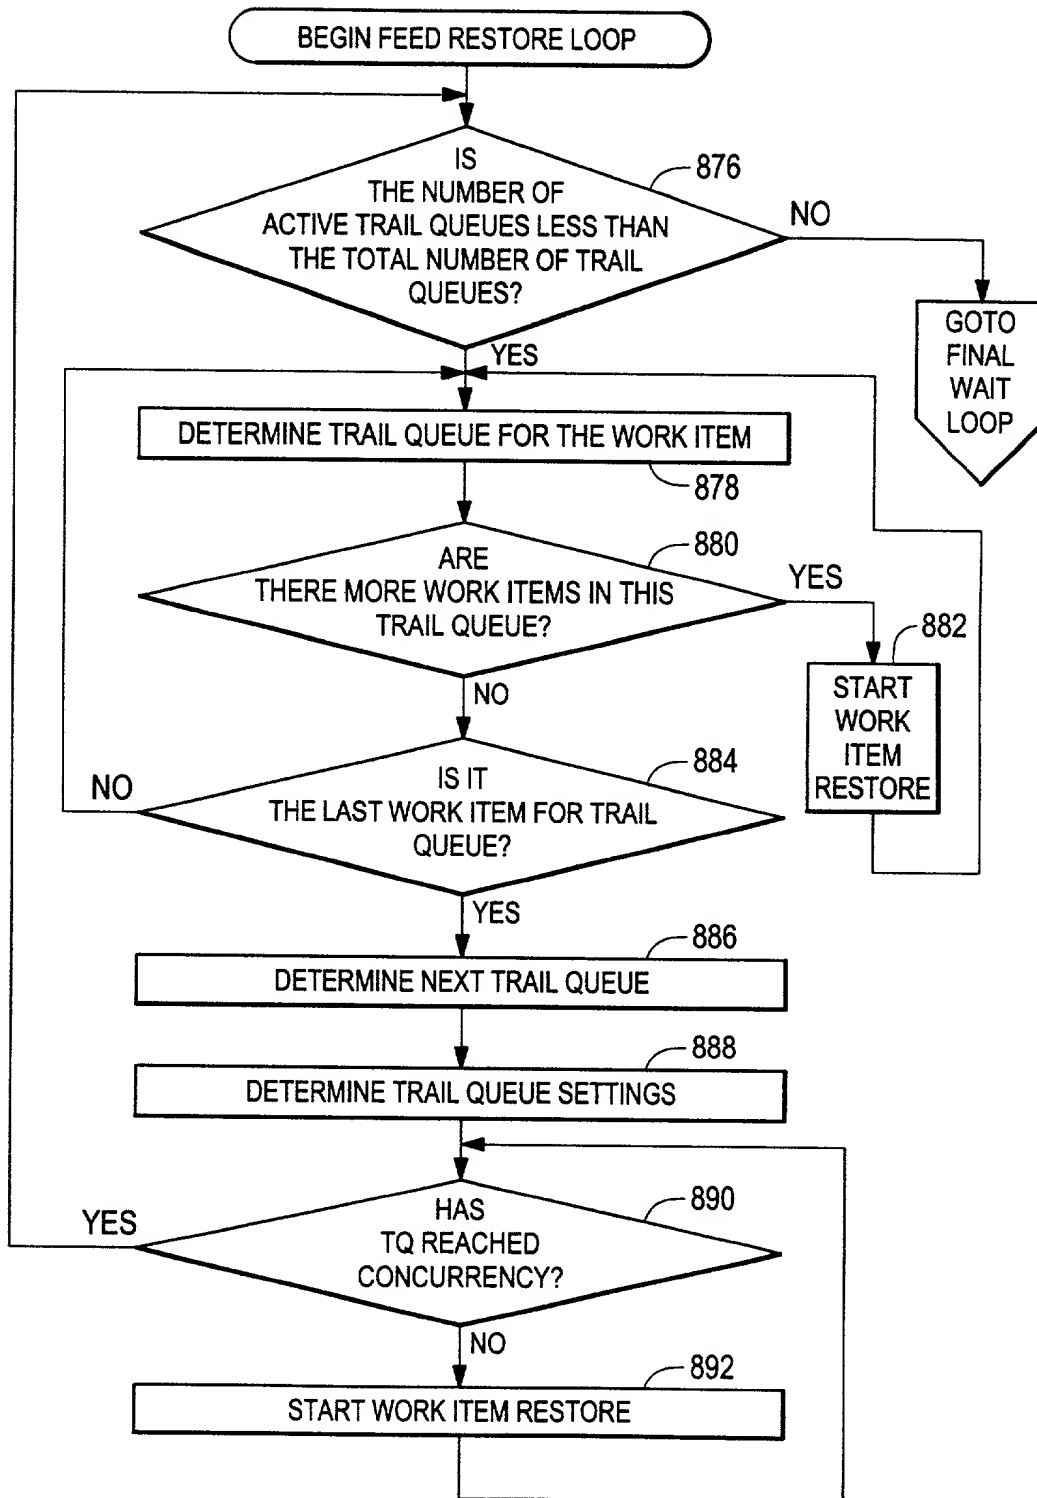 BEGIN FEED RESTORE LOOP
IS
THE NUMBER OF
ACTIVE TRAIL QUEUES LESS THAN
THE TOTAL NUMBER OF TRAIL
QUEUES?
876
NO
GOTO
FINAL
WAIT
LOOP
YES
DETERMINE TRAIL QUEUE FOR THE WORK ITEM
878
ARE
THERE MORE WORK ITEMS IN THIS
TRAIL QUEUE?
880
YES
882
START
WORK
ITEM
RESTORE
NO
IS IT
THE LAST WORK ITEM FOR TRAIL
QUEUE?
884
NO
YES
886
DETERMINE NEXT TRAIL QUEUE
888
DETERMINE TRAIL QUEUE SETTINGS
HAS
TQ REACHED
CONCURRENCY?
890
YES
NO
892
START WORK ITEM RESTORE